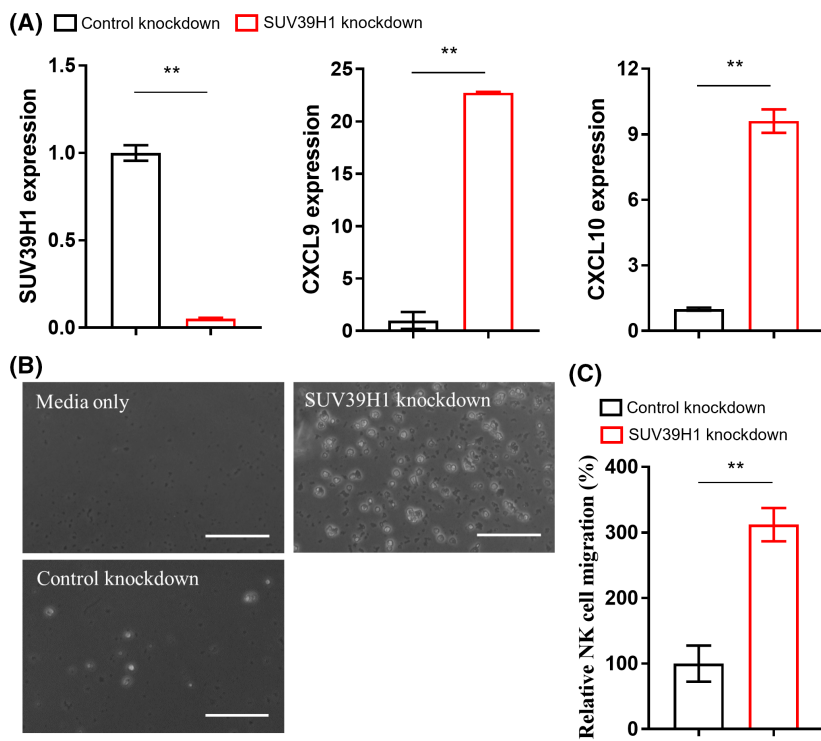 (A)
Control knockdown
SUV39H1 knockdown
SUV39H1 expression
1.5
1.0
0.5
0.0
**
CXCL9 expression
25
20
15
10
5
0
**
CXCL10 expression
12
9
6
3
0
**
(B)
Media only
SUV39H1 knockdown
Control knockdown
(C)
Control knockdown
SUV39H1 knockdown
Relative NK cell migration (%)
400
300
200
100
0
**